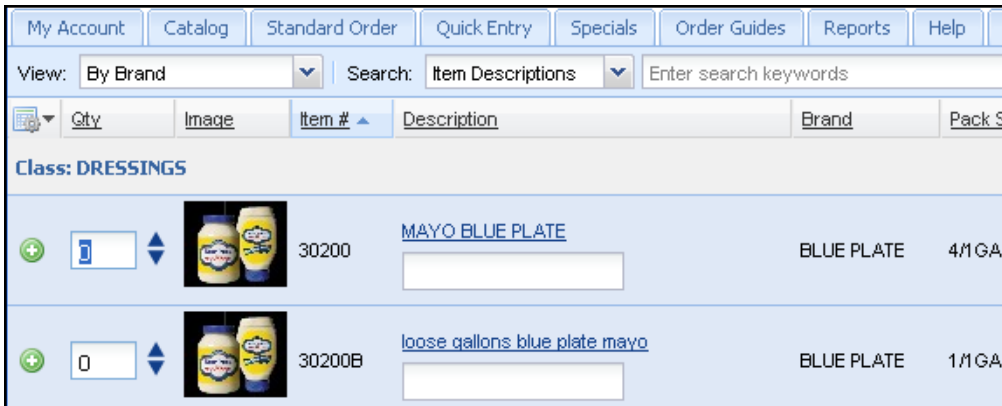 My Account Catalog Standard Order Quick Entry Specials Order Guides Reports Help
View: By Brand Search: Item Descriptions Enter search keywords
Qty Image Item # Description Brand Pack S
Class: DRESSINGS
MAYO BLUE PLATE
0 30200 BLUE PLATE 4/1GA
loose gallons blue plate mayo
0 30200B BLUE PLATE 1/1GA